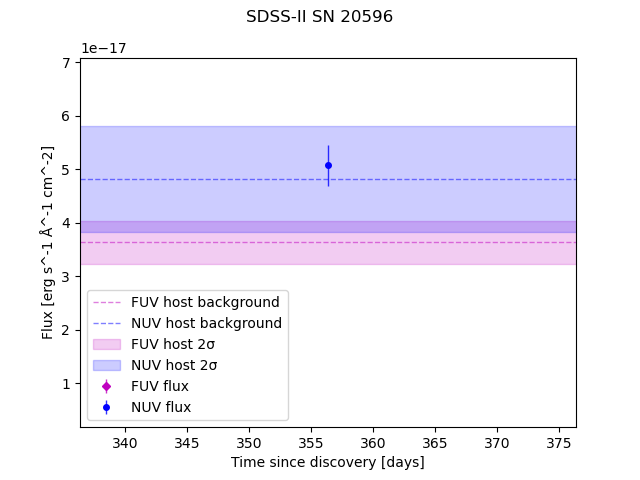 SDSS-II SN 20596
1e−17
7
6
5
4
3
2
1
Flux [erg s^-1 Å^-1 cm^-2]
FUV host background
NUV host background
FUV host 2σ
NUV host 2σ
FUV flux
NUV flux
340 345 350 355 360 365 370 375
Time since discovery [days]